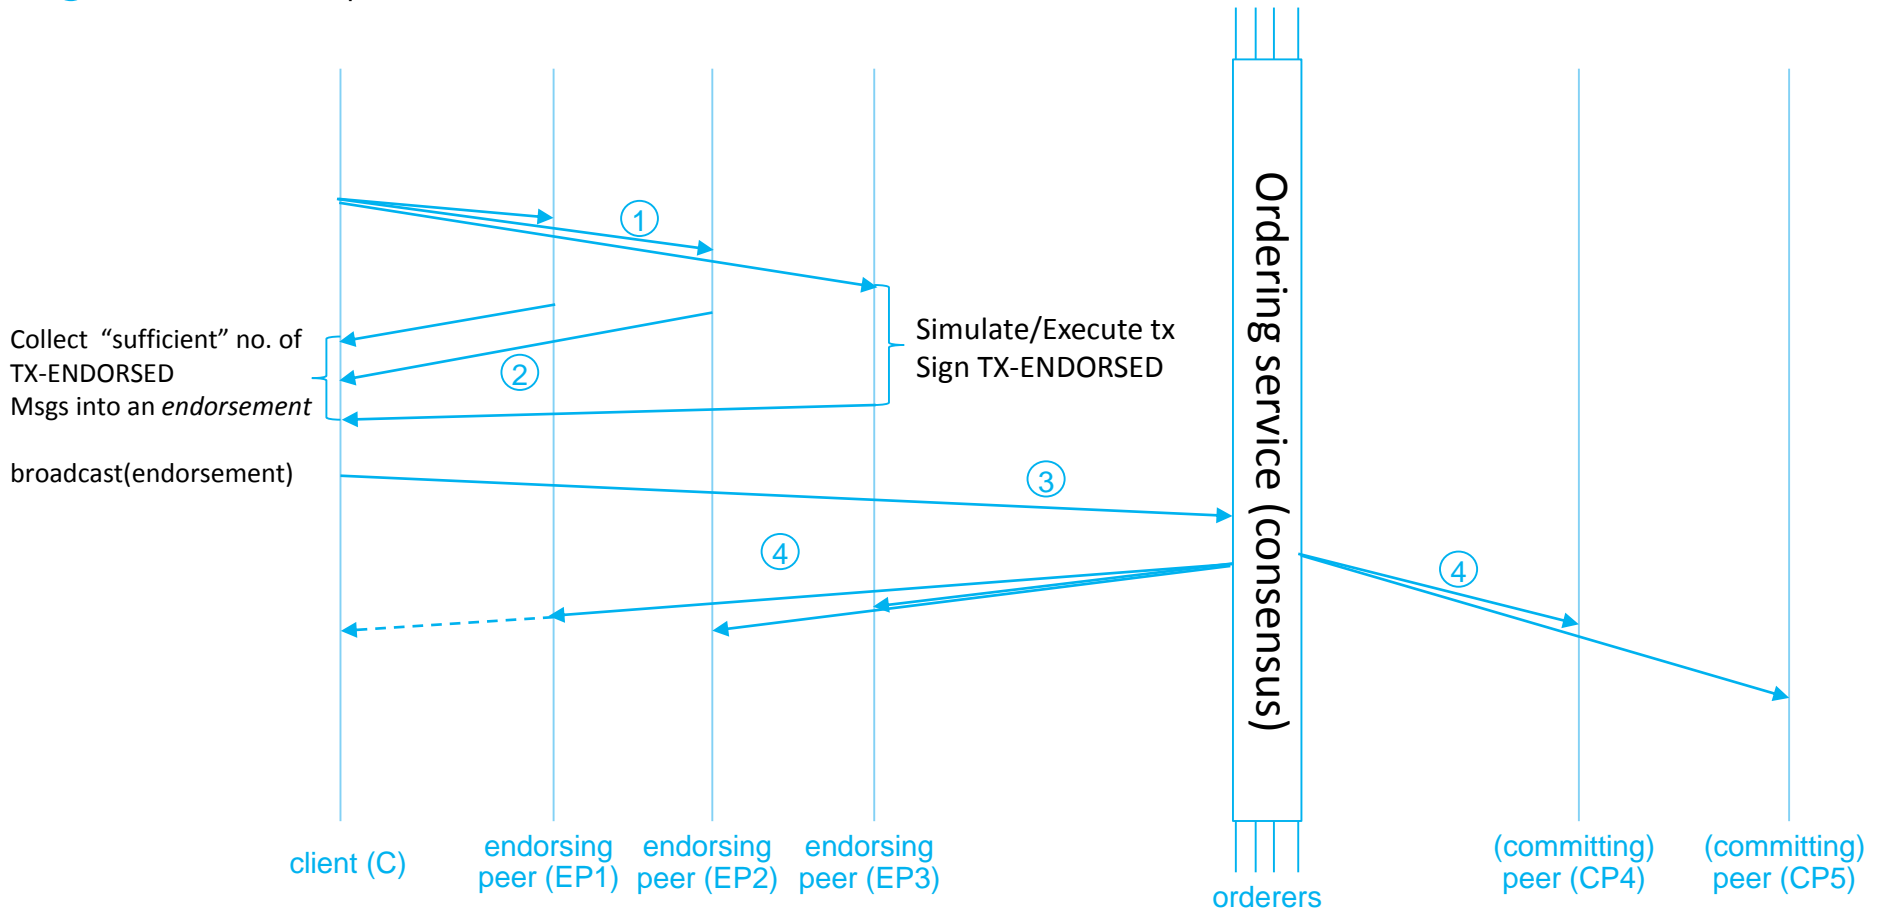 1
Collect “sufficient” no. of
TX-ENDORSED
Msgs into an endorsement
2
Simulate/Execute tx
Sign TX-ENDORSED
broadcast(endorsement)
3
4
4
Ordering service (consensus)
client (C)
endorsing
peer (EP1)
endorsing
peer (EP2)
endorsing
peer (EP3)
orderers
(committing)
peer (CP4)
(committing)
peer (CP5)